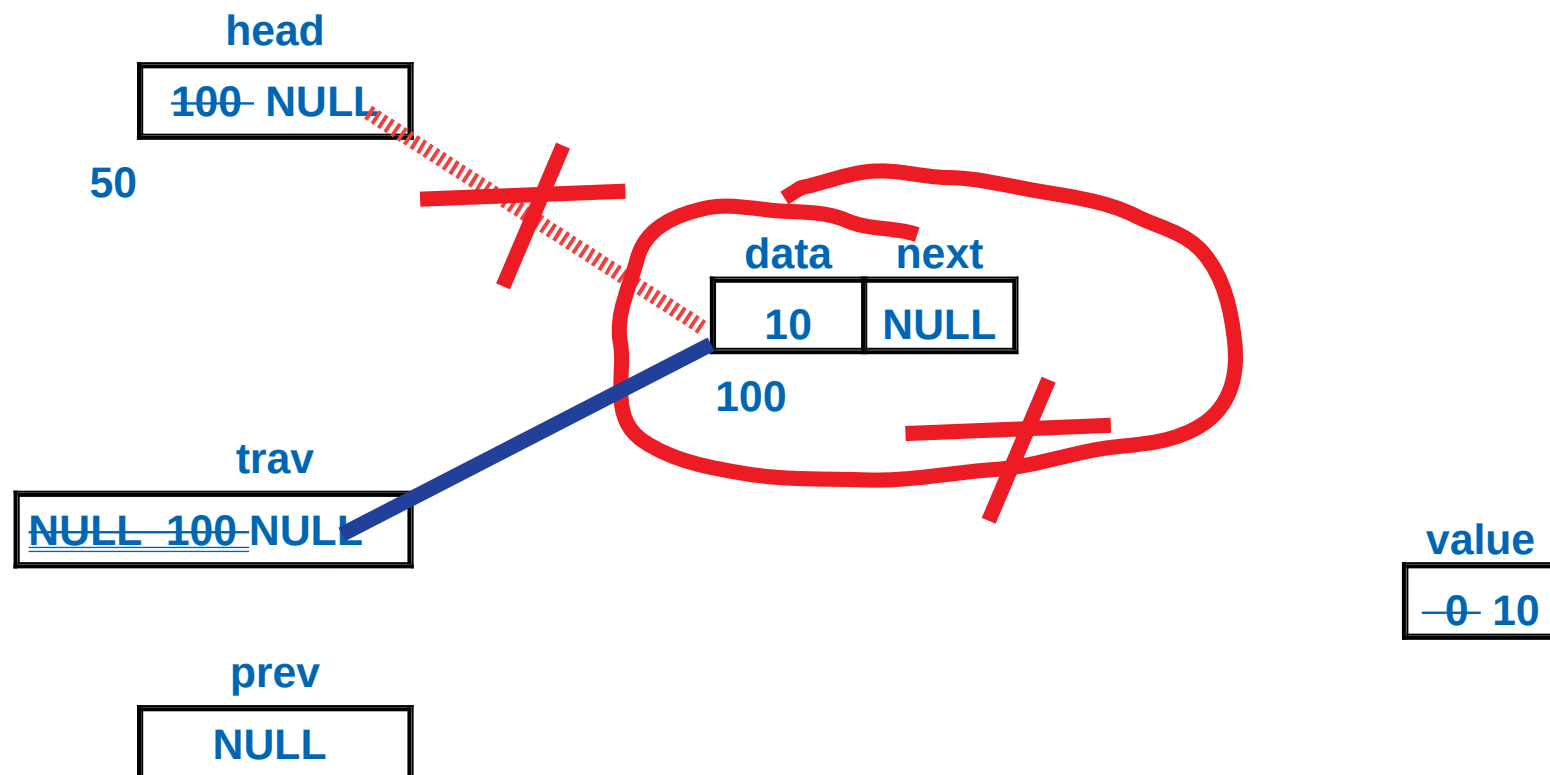 head
100 NULL
50
data next
10 NULL
100
trav
NULL 100 NULL
value
0 10
prev
NULL